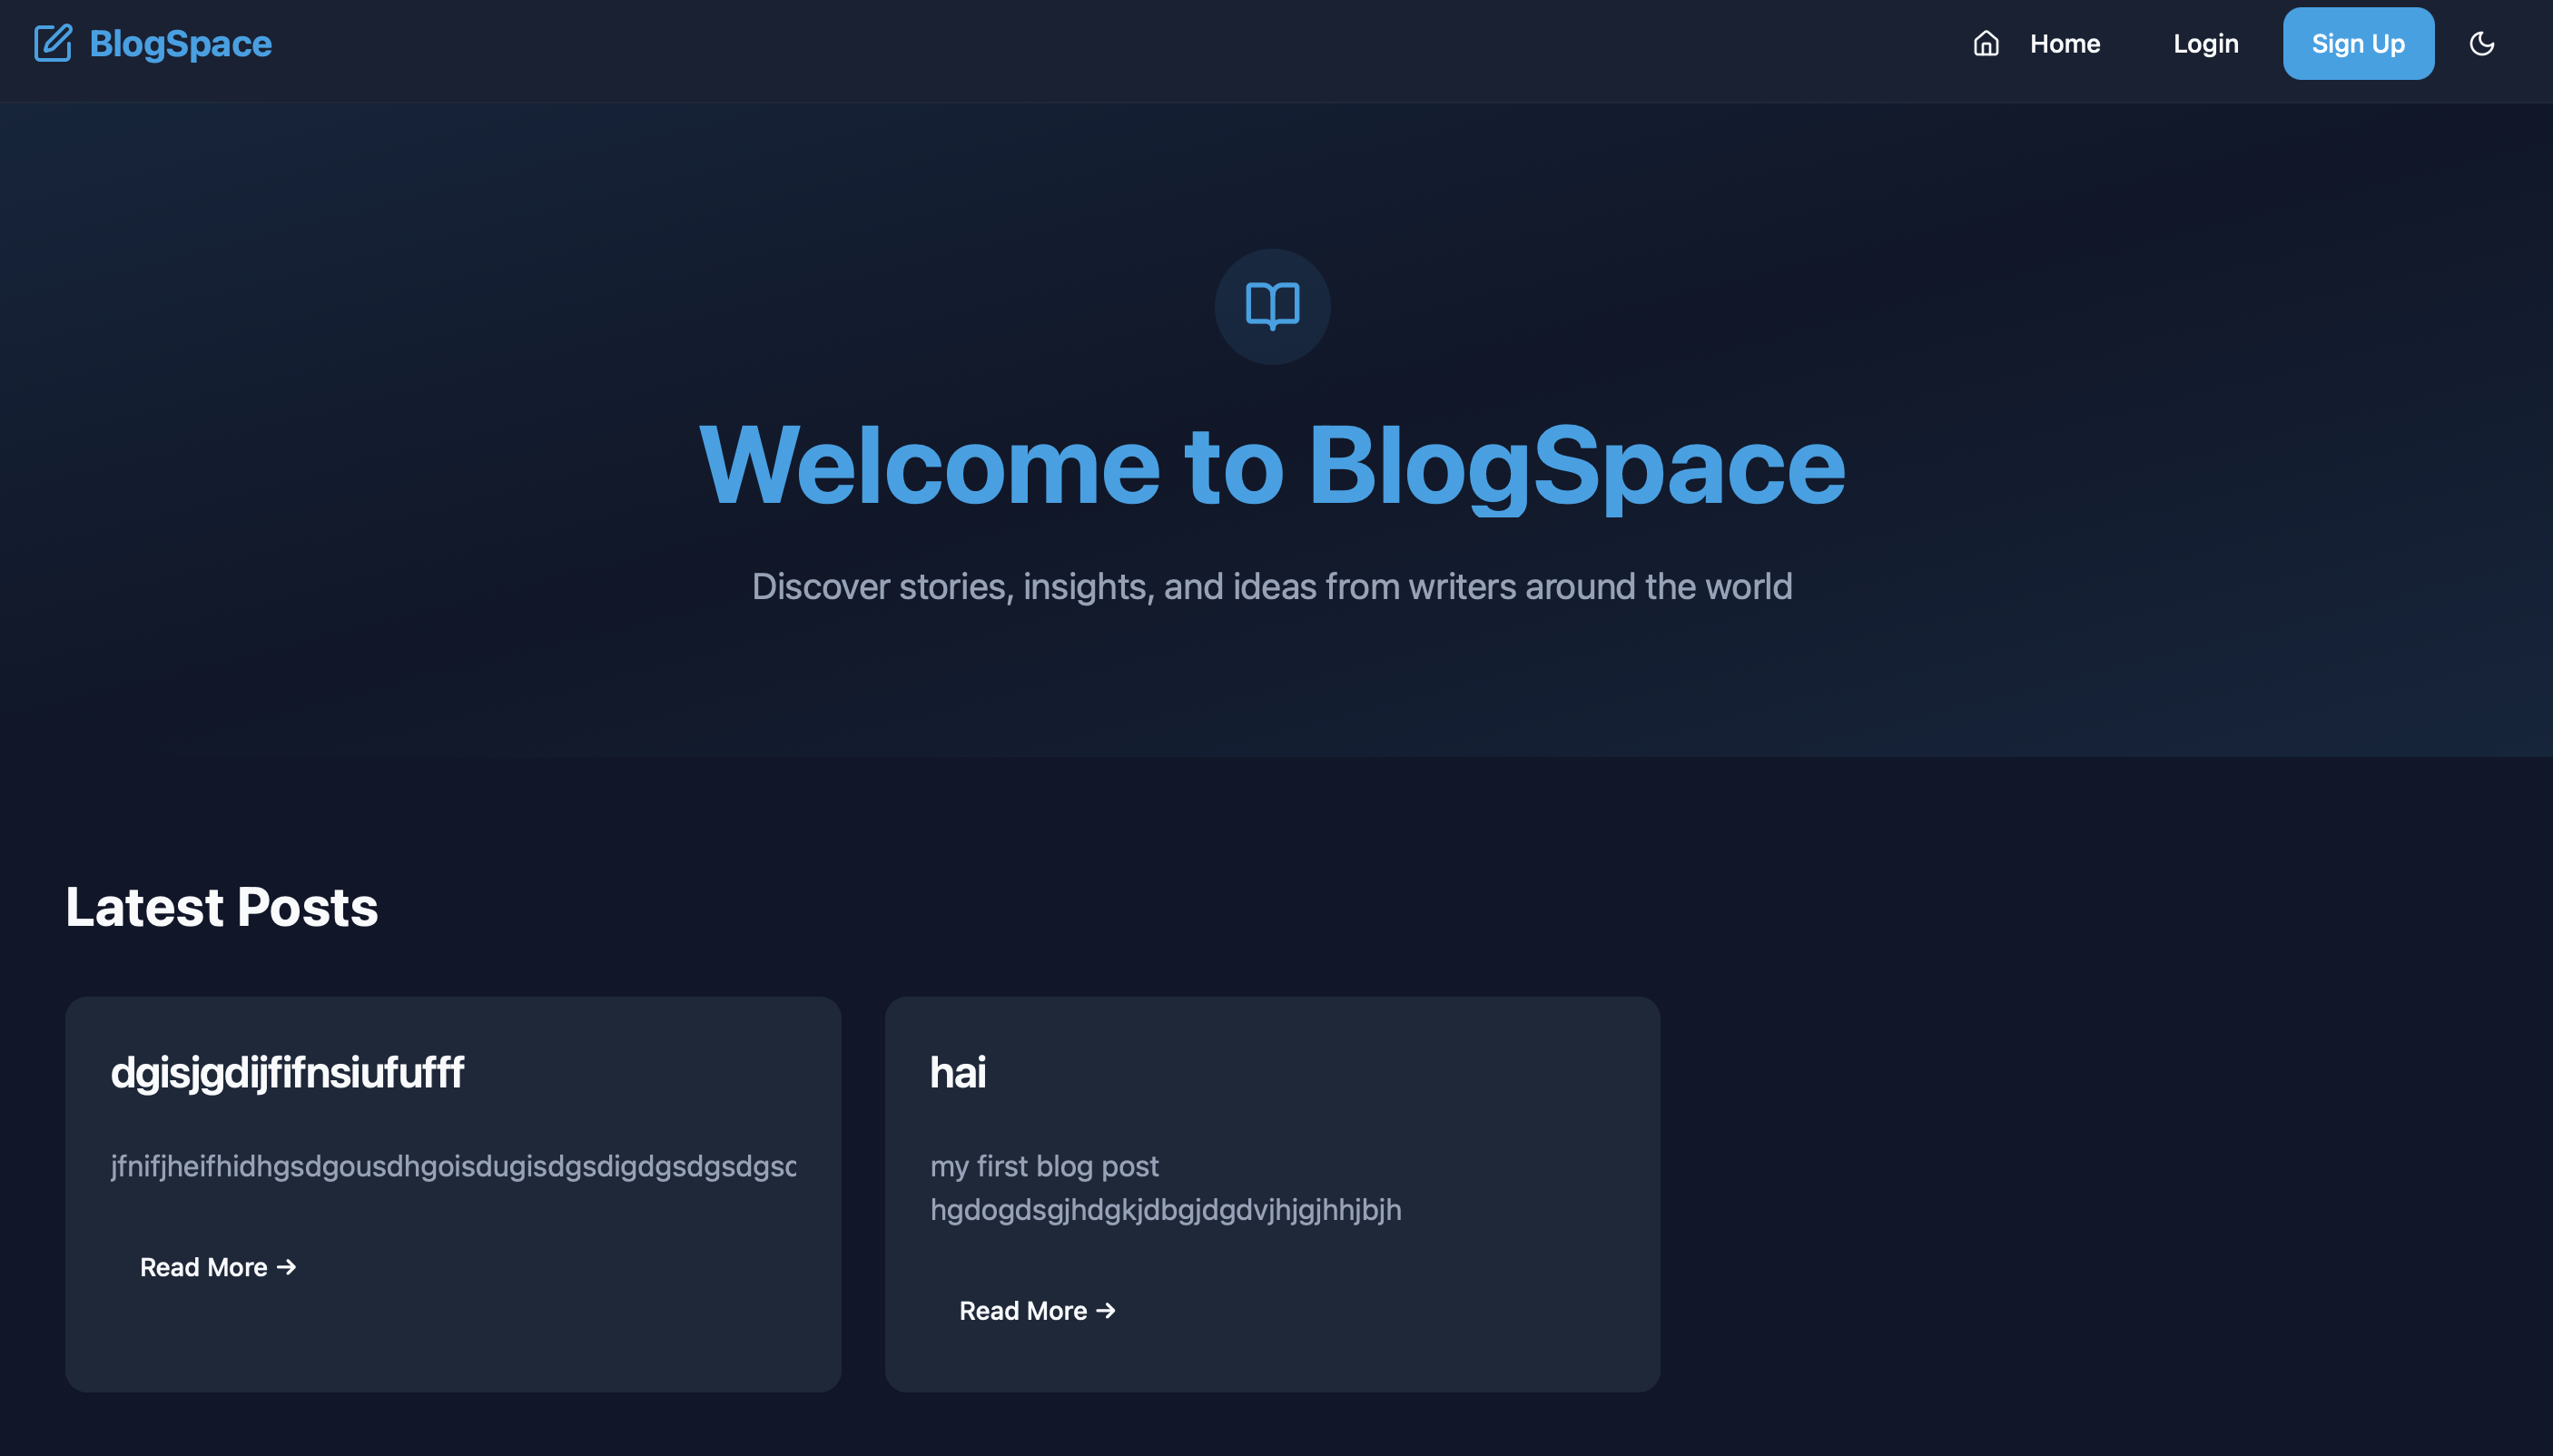 BlogSpace
Home
Login
Sign Up
Welcome to BlogSpace
Discover stories, insights, and ideas from writers around the world
Latest Posts
dgisjgdijfifnsiufufff
jfnifjheifhidhgsdgousdhgoisdugisdgsdigdgsdgsdgsc
Read More →
hai
my first blog post
hgdogdsgjhdgkjdbgjdgdvjhjgjhhjbjh
Read More →